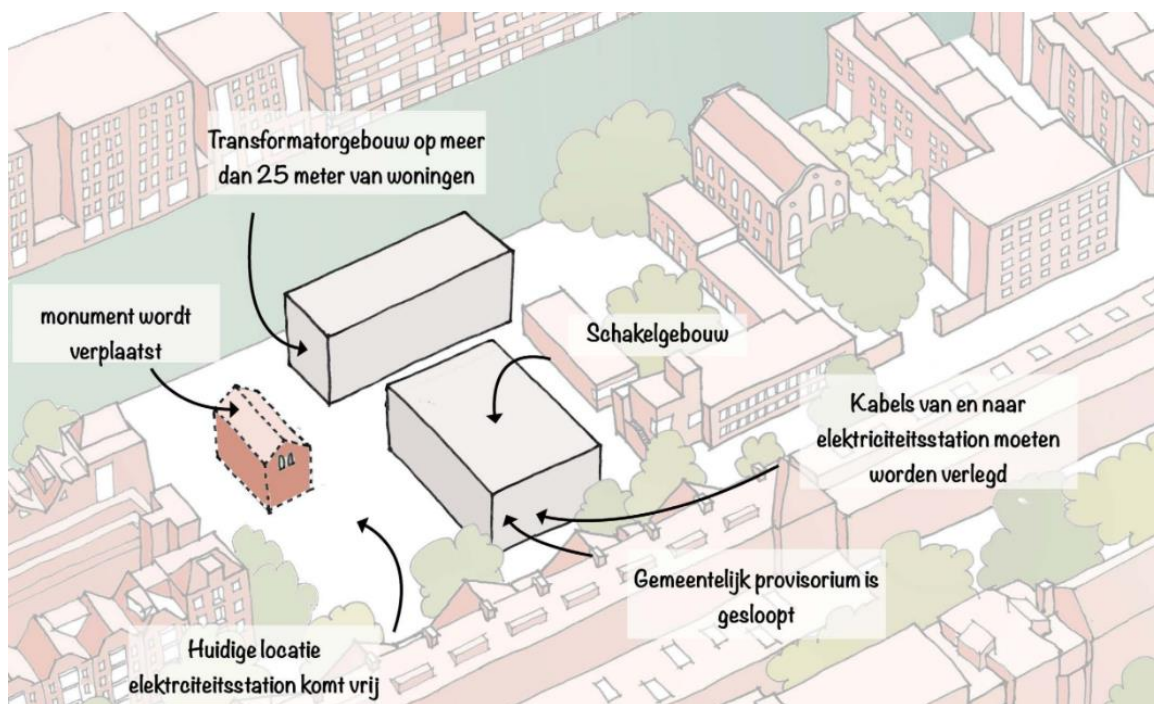 Transformatorgebouw op meer
dan 25 meter van woningen
monument wordt
verplaatst
Schakelgebouw
Kabels van en naar
elektriciteitsstation moeten
worden verlegd
Gemeentelijk provisorium is
gesloopt
Huidige locatie
elektrciteitsstation komt vrij